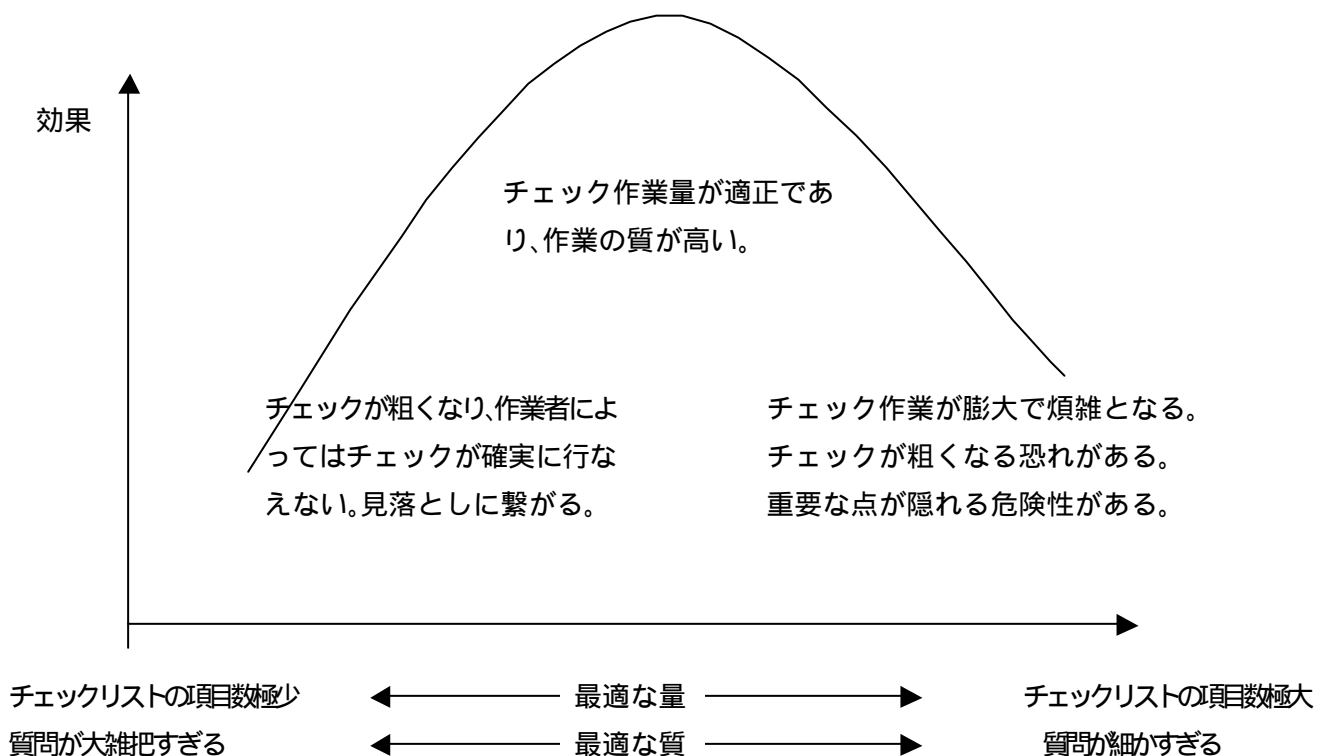 効果
チェック作業量が適正であ
り、作業の質が高い。
チェックが粗くなり、作業者によ
ってはチェックが確実に行な
えない。見落としに繋がる。
チェック作業が膨大で煩雑となる。
チェックが粗くなる恐れがある。
重要な点が隠れる危険性がある。
チェックリストの項目数極少
最適な量
チェックリストの項目数極大
質問が大雑把すぎる
最適な質
質問が細かすぎる